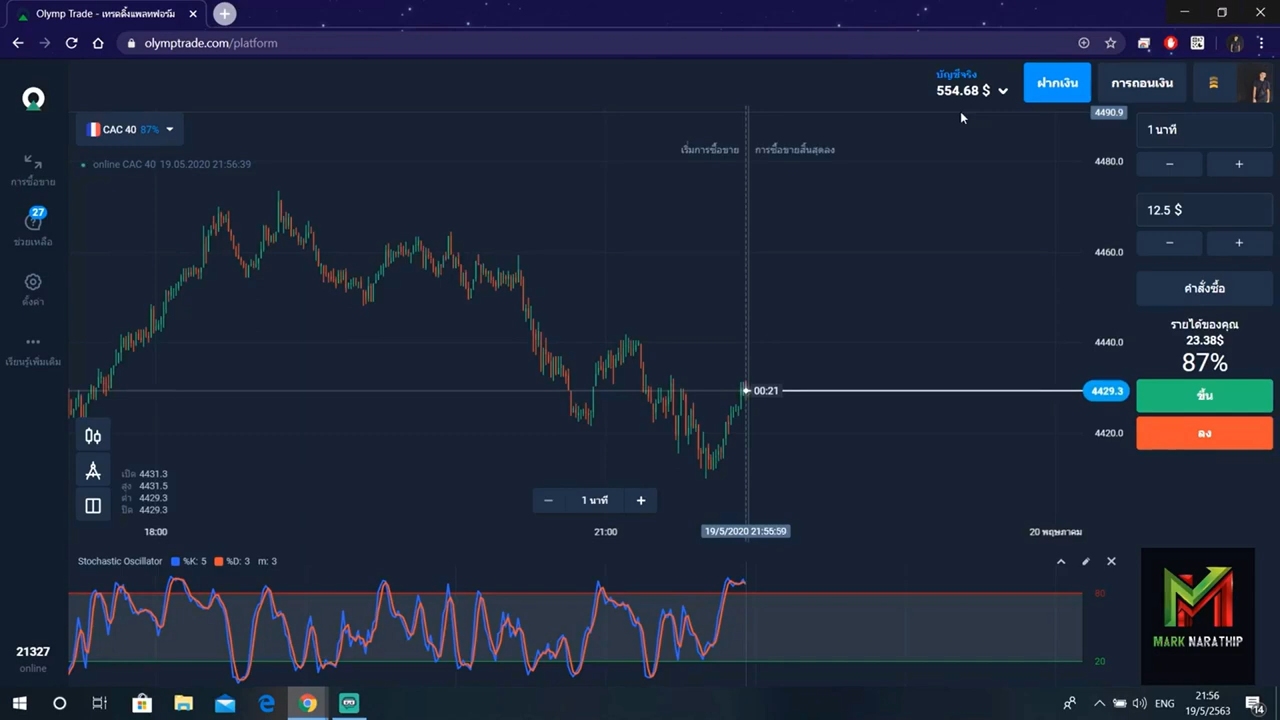 Olymp Trade - เทรดดิ้งแพลทฟอร์ม
olymptrade.com/platform
บัญชีจริง
554.68 $
ฝากเงิน
การถอนเงิน
CAC 40 87%
online CAC 40 19.05.2020 21:56:39
เริ่มการซื้อขาย
การซื้อขายสิ้นสุดลง
4490.9
4480.0
4460.0
4440.0
4429.3
4420.0
00:21
การซื้อขาย
27
ช่วยเหลือ
ตั้งค่า
เรียนรู้เพิ่มเติม
1 นาที
− +
12.5 $
− +
คำสั่งซื้อ
รายได้ของคุณ
23.38$
87%
ขึ้น
ลง
เปิด 4431.3
สูง 4431.5
ต่ำ 4429.3
ปิด 4429.3
− 1 นาที +
18:00
21:00
19/5/2020 21:55:59
20 พฤษภาคม
Stochastic Oscillator %K: 5 %D: 3 m: 3
80
20
MARK NARATHIP
21327
online
ENG
21:56
19/5/2563
14